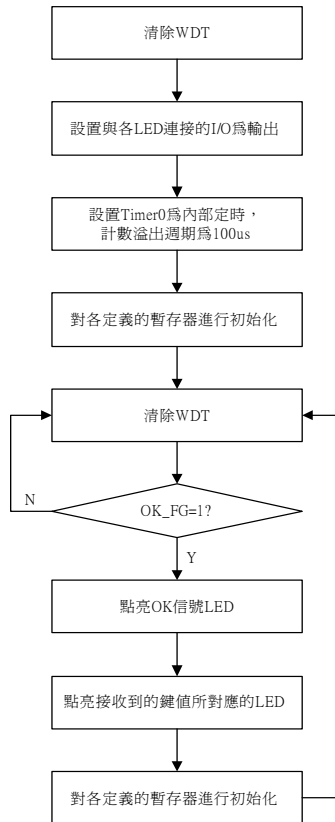 清除WDT
設置與各LED連接的I/O為輸出
設置Timer0為內部定時，
計數溢出週期為100us
對各定義的暫存器進行初始化
清除WDT
N
OK_FG=1?
Y
點亮OK信號LED
點亮接收到的鍵值所對應的LED
對各定義的暫存器進行初始化